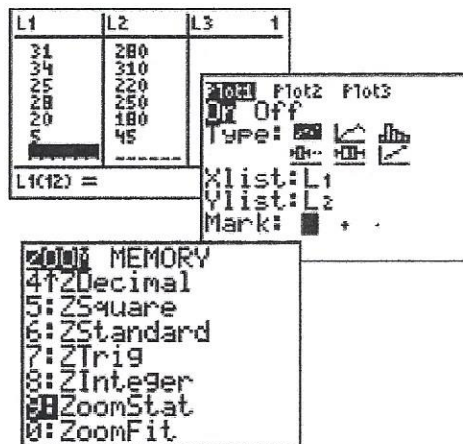 L1 L2 L3 1
31 280
34 310
25 220
28 250
20 180
5 45
------
L1(12) =
Plot1 Plot2 Plot3
On Off
Type:
Xlist:L1
Ylist:L2
Mark: + ·
ZOOM MEMORY
4↑ZDecimal
5:ZSquare
6:ZStandard
7:ZTrig
8:ZInteger
9:ZoomStat
0:ZoomFit